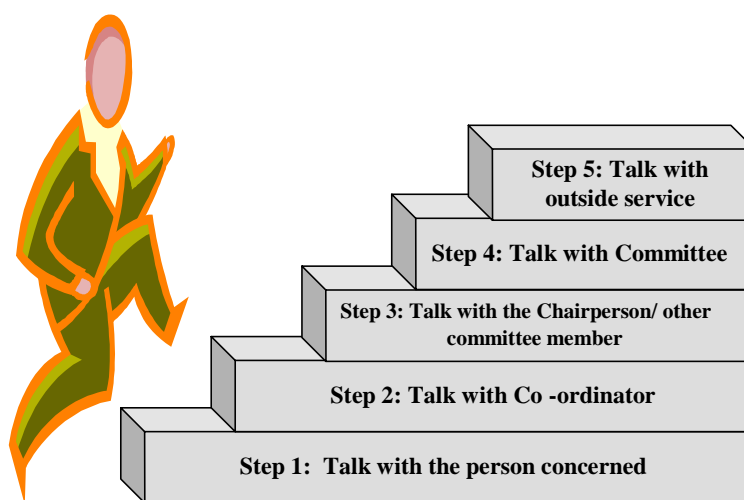 Step 5: Talk with
outside service
Step 4: Talk with Committee
Step 3: Talk with the Chairperson/ other
committee member
Step 2: Talk with Co -ordinator
Step 1:  Talk with the person concerned